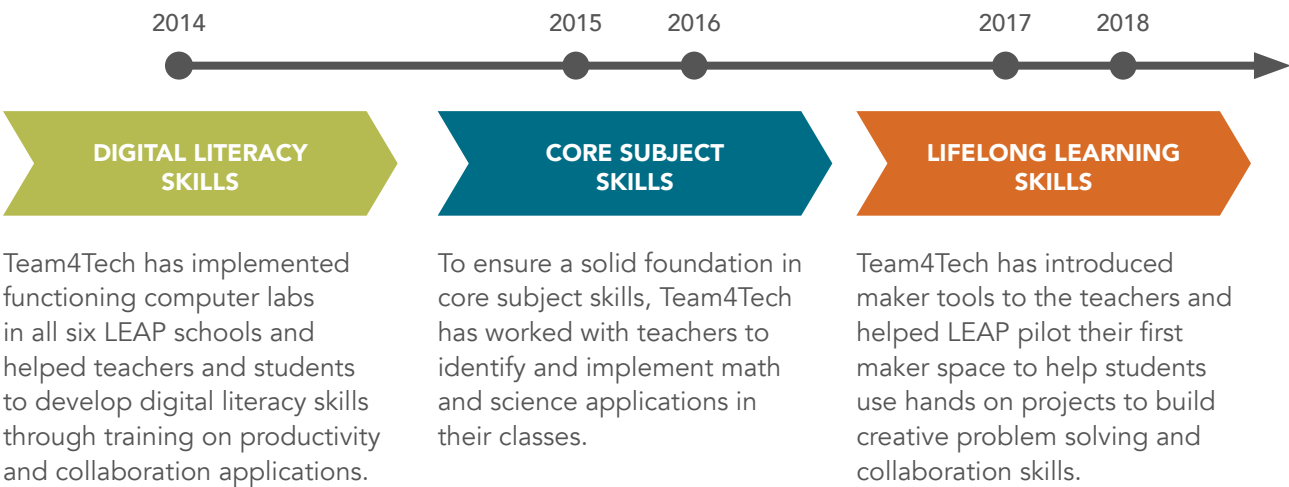 2014
2015
2016
2017
2018
DIGITAL LITERACY
SKILLS
Team4Tech has implemented
functioning computer labs
in all six LEAP schools and
helped teachers and students
to develop digital literacy skills
through training on productivity
and collaboration applications.
CORE SUBJECT
SKILLS
To ensure a solid foundation in
core subject skills, Team4Tech
has worked with teachers to
identify and implement math
and science applications in
their classes.
LIFELONG LEARNING
SKILLS
Team4Tech has introduced
maker tools to the teachers and
helped LEAP pilot their first
maker space to help students
use hands on projects to build
creative problem solving and
collaboration skills.